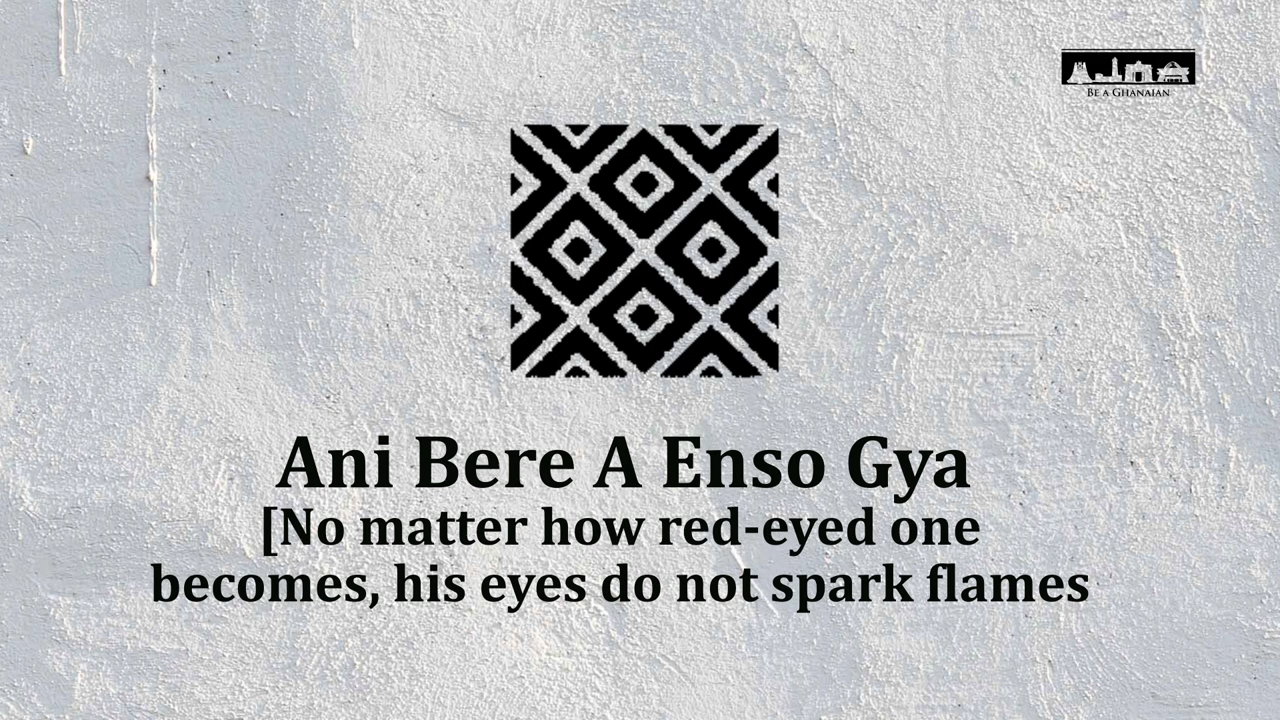 BE A GHANAIAN
Ani Bere A Enso Gya
[No matter how red-eyed one
becomes, his eyes do not spark flames